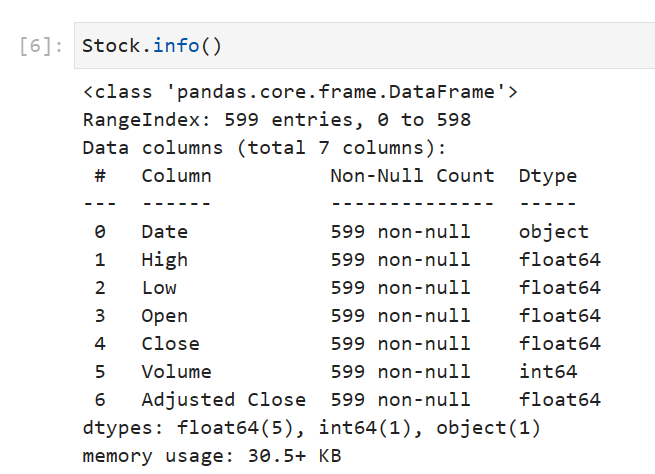 [6]: Stock.info()
<class 'pandas.core.frame.DataFrame'>
RangeIndex: 599 entries, 0 to 598
Data columns (total 7 columns):
 #   Column          Non-Null Count  Dtype
---  ------          --------------  -----
 0   Date            599 non-null    object
 1   High            599 non-null    float64
 2   Low             599 non-null    float64
 3   Open            599 non-null    float64
 4   Close           599 non-null    float64
 5   Volume          599 non-null    int64
 6   Adjusted Close  599 non-null    float64
dtypes: float64(5), int64(1), object(1)
memory usage: 30.5+ KB